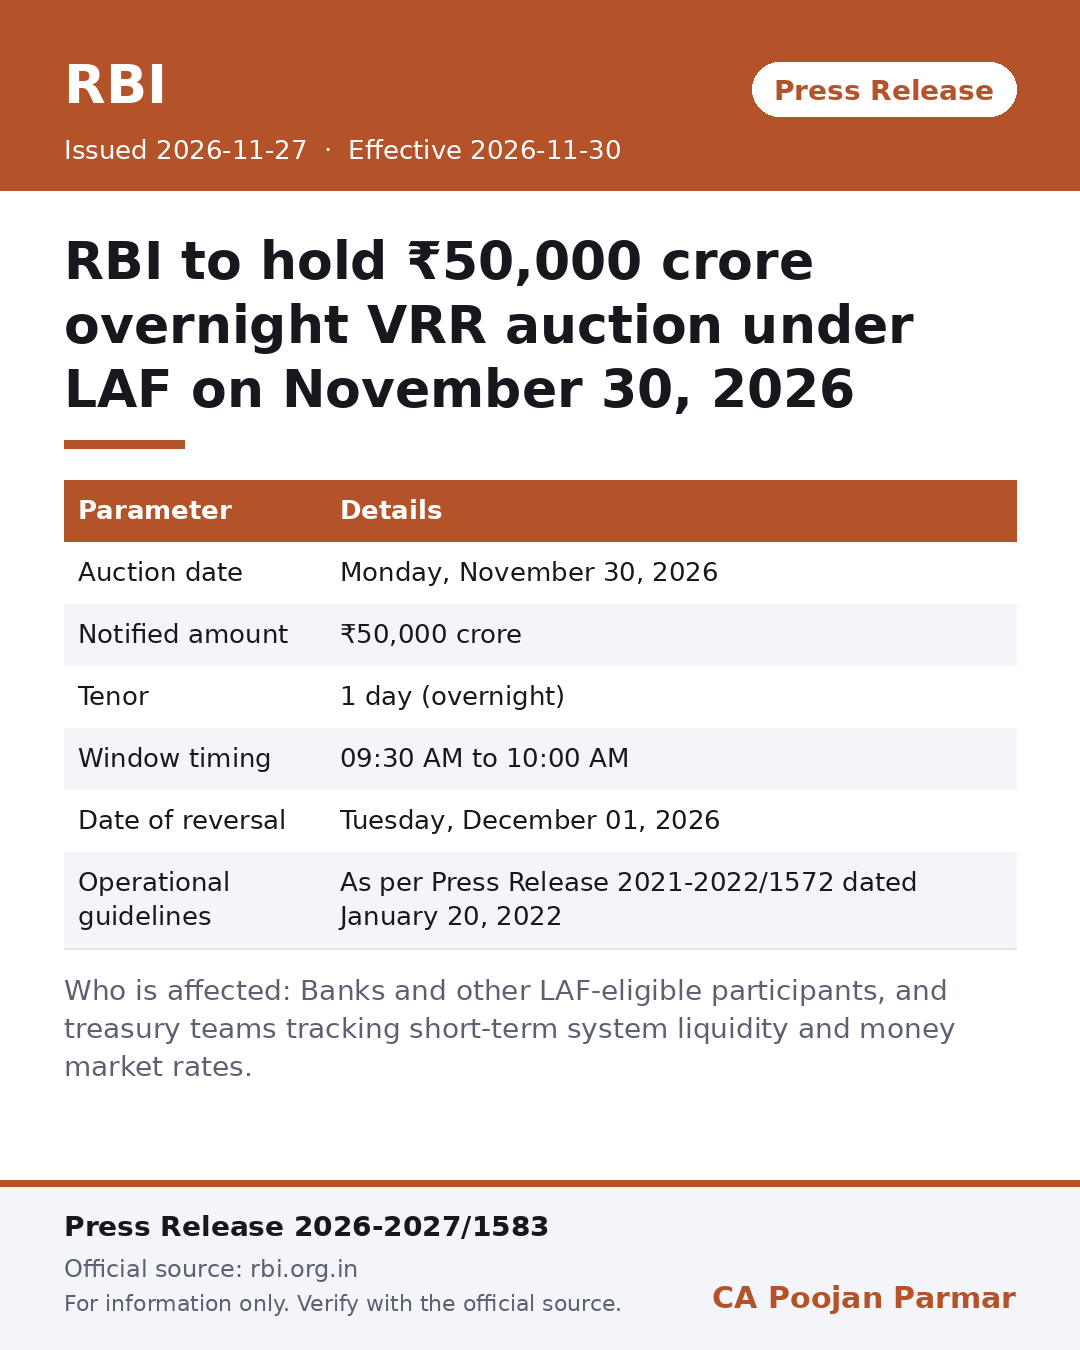 RBI
Press Release
Issued 2026-11-27 · Effective 2026-11-30
RBI to hold ₹50,000 crore
overnight VRR auction under
LAF on November 30, 2026
Parameter Details
Auction date Monday, November 30, 2026
Notified amount ₹50,000 crore
Tenor 1 day (overnight)
Window timing 09:30 AM to 10:00 AM
Date of reversal Tuesday, December 01, 2026
Operational As per Press Release 2021-2022/1572 dated
guidelines January 20, 2022
Who is affected: Banks and other LAF-eligible participants, and
treasury teams tracking short-term system liquidity and money
market rates.
Press Release 2026-2027/1583
Official source: rbi.org.in
For information only. Verify with the official source.
CA Poojan Parmar